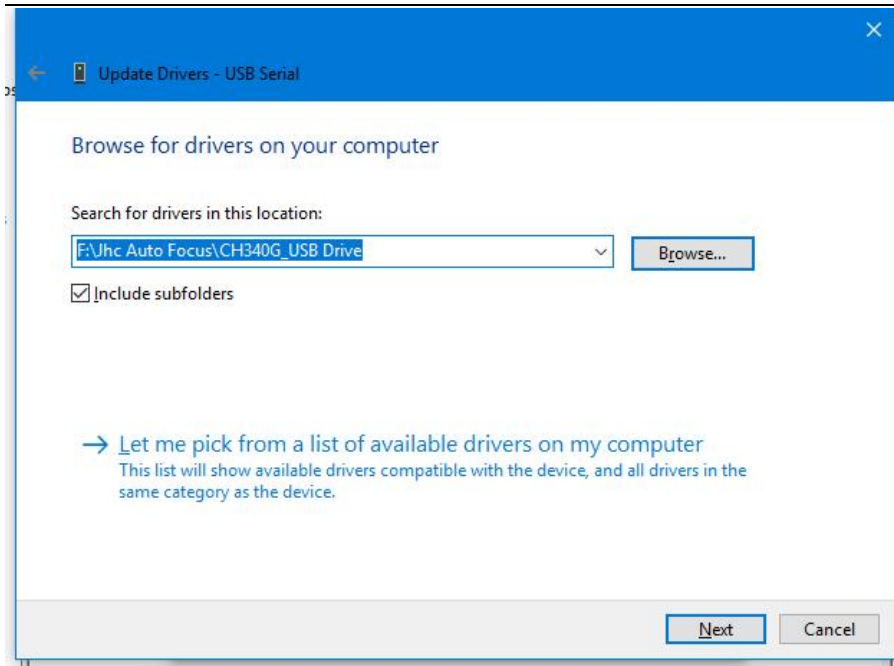 Update Drivers - USB Serial
Browse for drivers on your computer
Search for drivers in this location:
F:\Jhc Auto Focus\CH340G_USB Drive
Browse...
Include subfolders
Let me pick from a list of available drivers on my computer
This list will show available drivers compatible with the device, and all drivers in the
same category as the device.
Next
Cancel